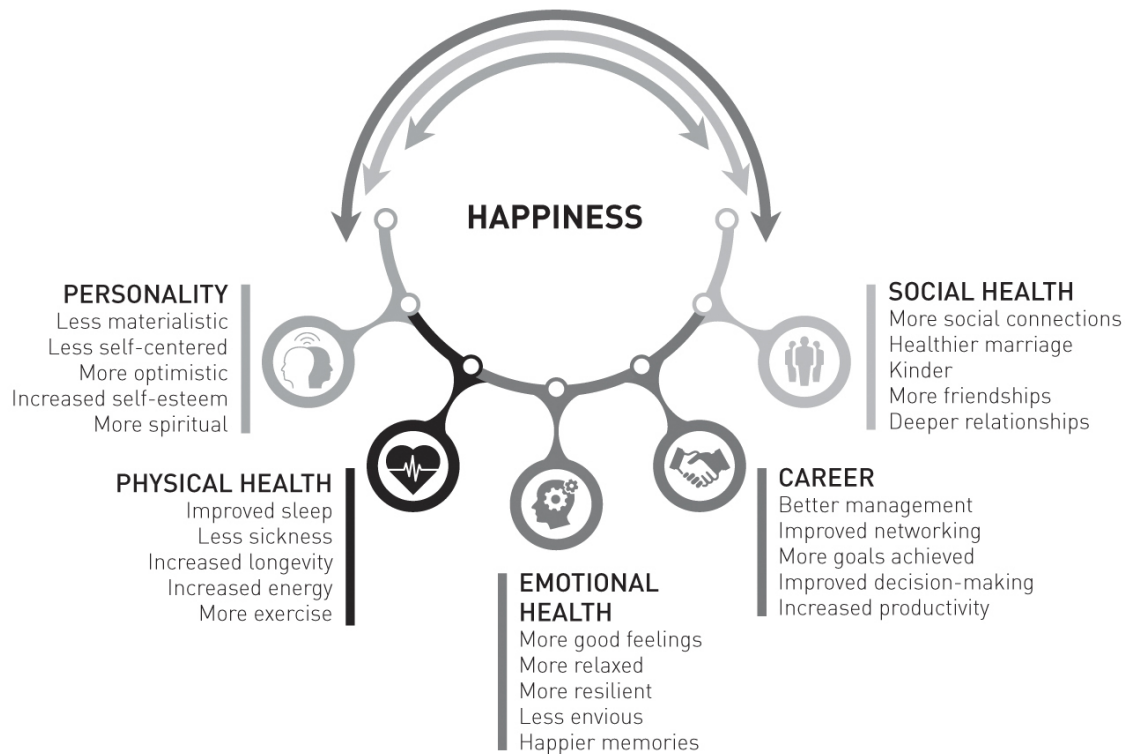 HAPPINESS
PERSONALITY
Less materialistic
Less self-centered
More optimistic
Increased self-esteem
More spiritual
PHYSICAL HEALTH
Improved sleep
Less sickness
Increased longevity
Increased energy
More exercise
EMOTIONAL
HEALTH
More good feelings
More relaxed
More resilient
Less envious
Happier memories
CAREER
Better management
Improved networking
More goals achieved
Improved decision-making
Increased productivity
SOCIAL HEALTH
More social connections
Healthier marriage
Kinder
More friendships
Deeper relationships